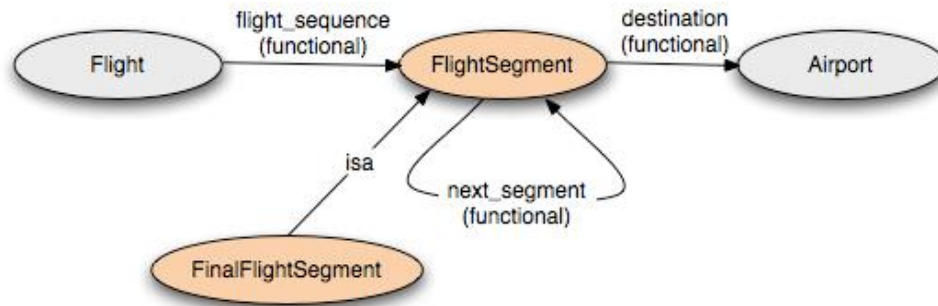 flight_sequence
(functional)
destination
(functional)
Flight
FlightSegment
Airport
isa
next_segment
(functional)
FinalFlightSegment